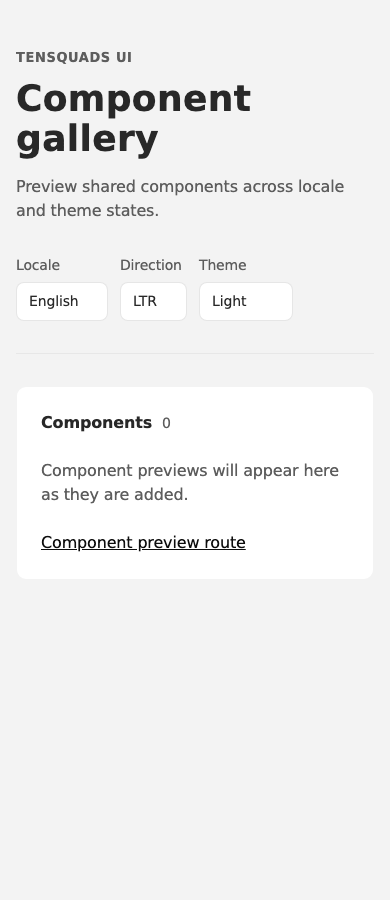 TENSQUADS UI
Component
gallery
Preview shared components across locale
and theme states.
Locale Direction Theme
English LTR Light
Components 0
Component previews will appear here
as they are added.
Component preview route